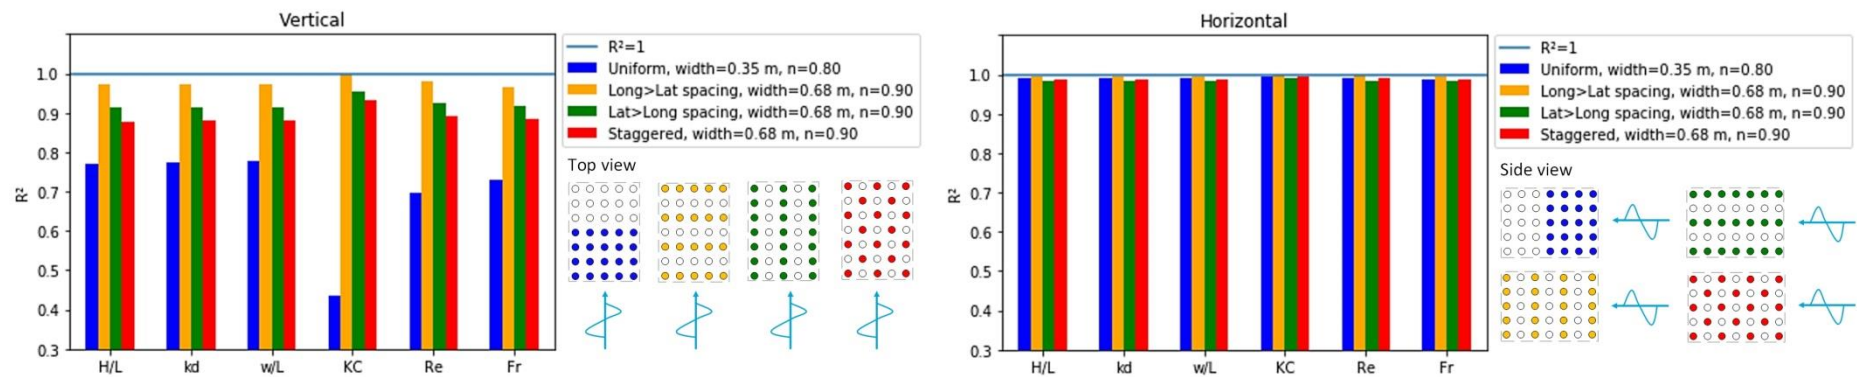 Vertical
R²
1.0
0.9
0.8
0.7
0.6
0.5
0.4
0.3
H/L kd w/L KC Re Fr
R²=1
Uniform, width=0.35 m, n=0.80
Long>Lat spacing, width=0.68 m, n=0.90
Lat>Long spacing, width=0.68 m, n=0.90
Staggered, width=0.68 m, n=0.90
Top view
Horizontal
R²
1.0
0.9
0.8
0.7
0.6
0.5
0.4
0.3
H/L kd w/L KC Re Fr
R²=1
Uniform, width=0.35 m, n=0.80
Long>Lat spacing, width=0.68 m, n=0.90
Lat>Long spacing, width=0.68 m, n=0.90
Staggered, width=0.68 m, n=0.90
Side view